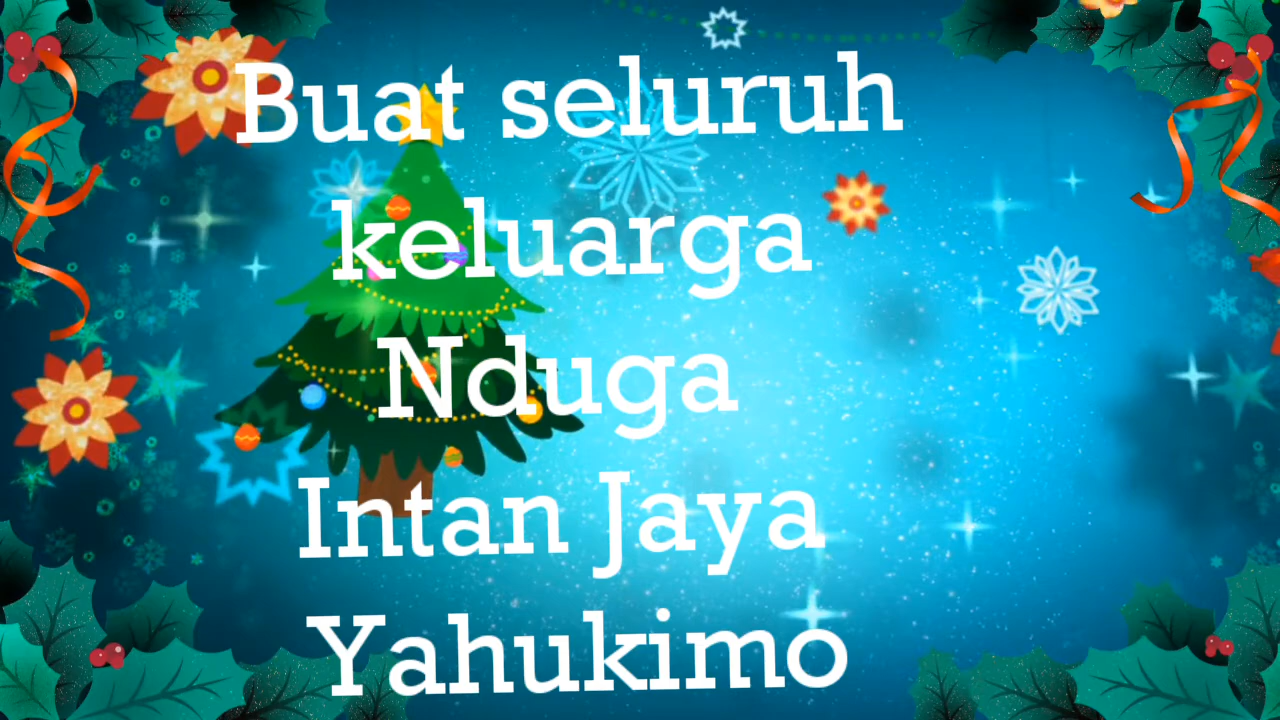 Buat seluruh
keluarga
Nduga
Intan Jaya
Yahukimo